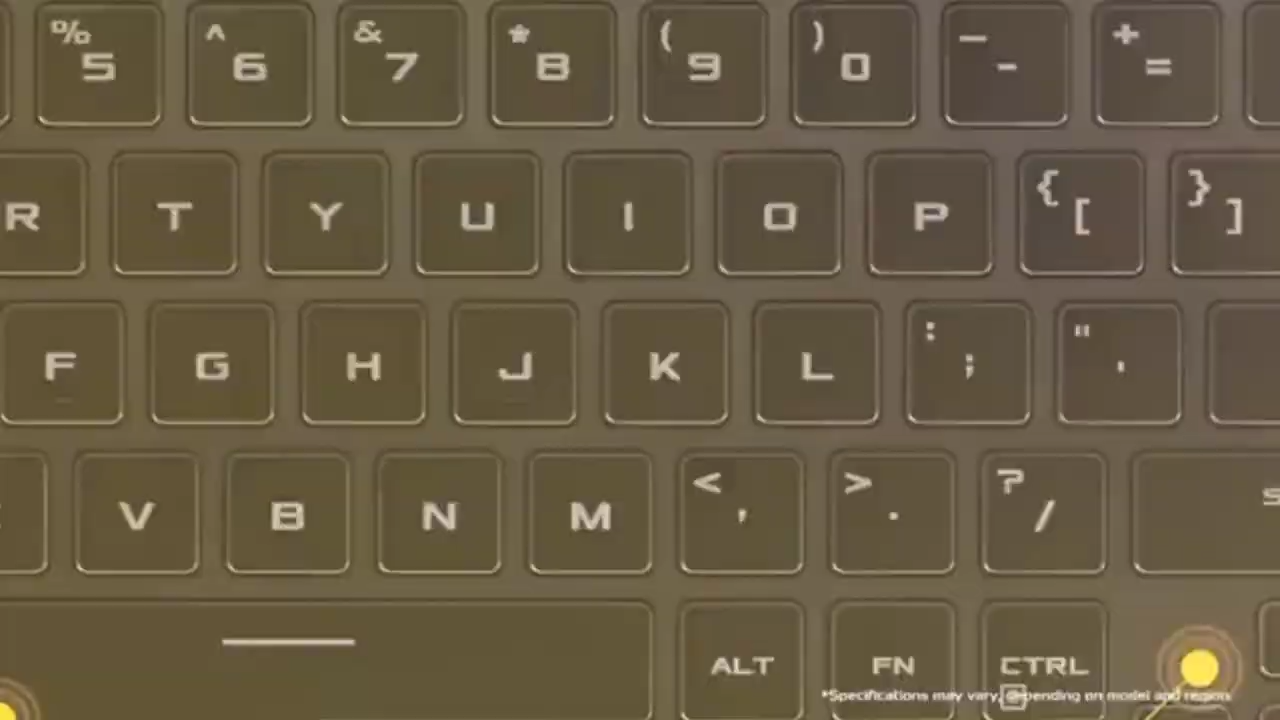 % 5 ^ 6 & 7 * 8 ( 9 ) 0 — - + =
R T Y U I O P { [ } ]
F G H J K L : ; " '
V B N M < , > . ? /
ALT FN CTRL
*Specifications may vary, depending on model and region